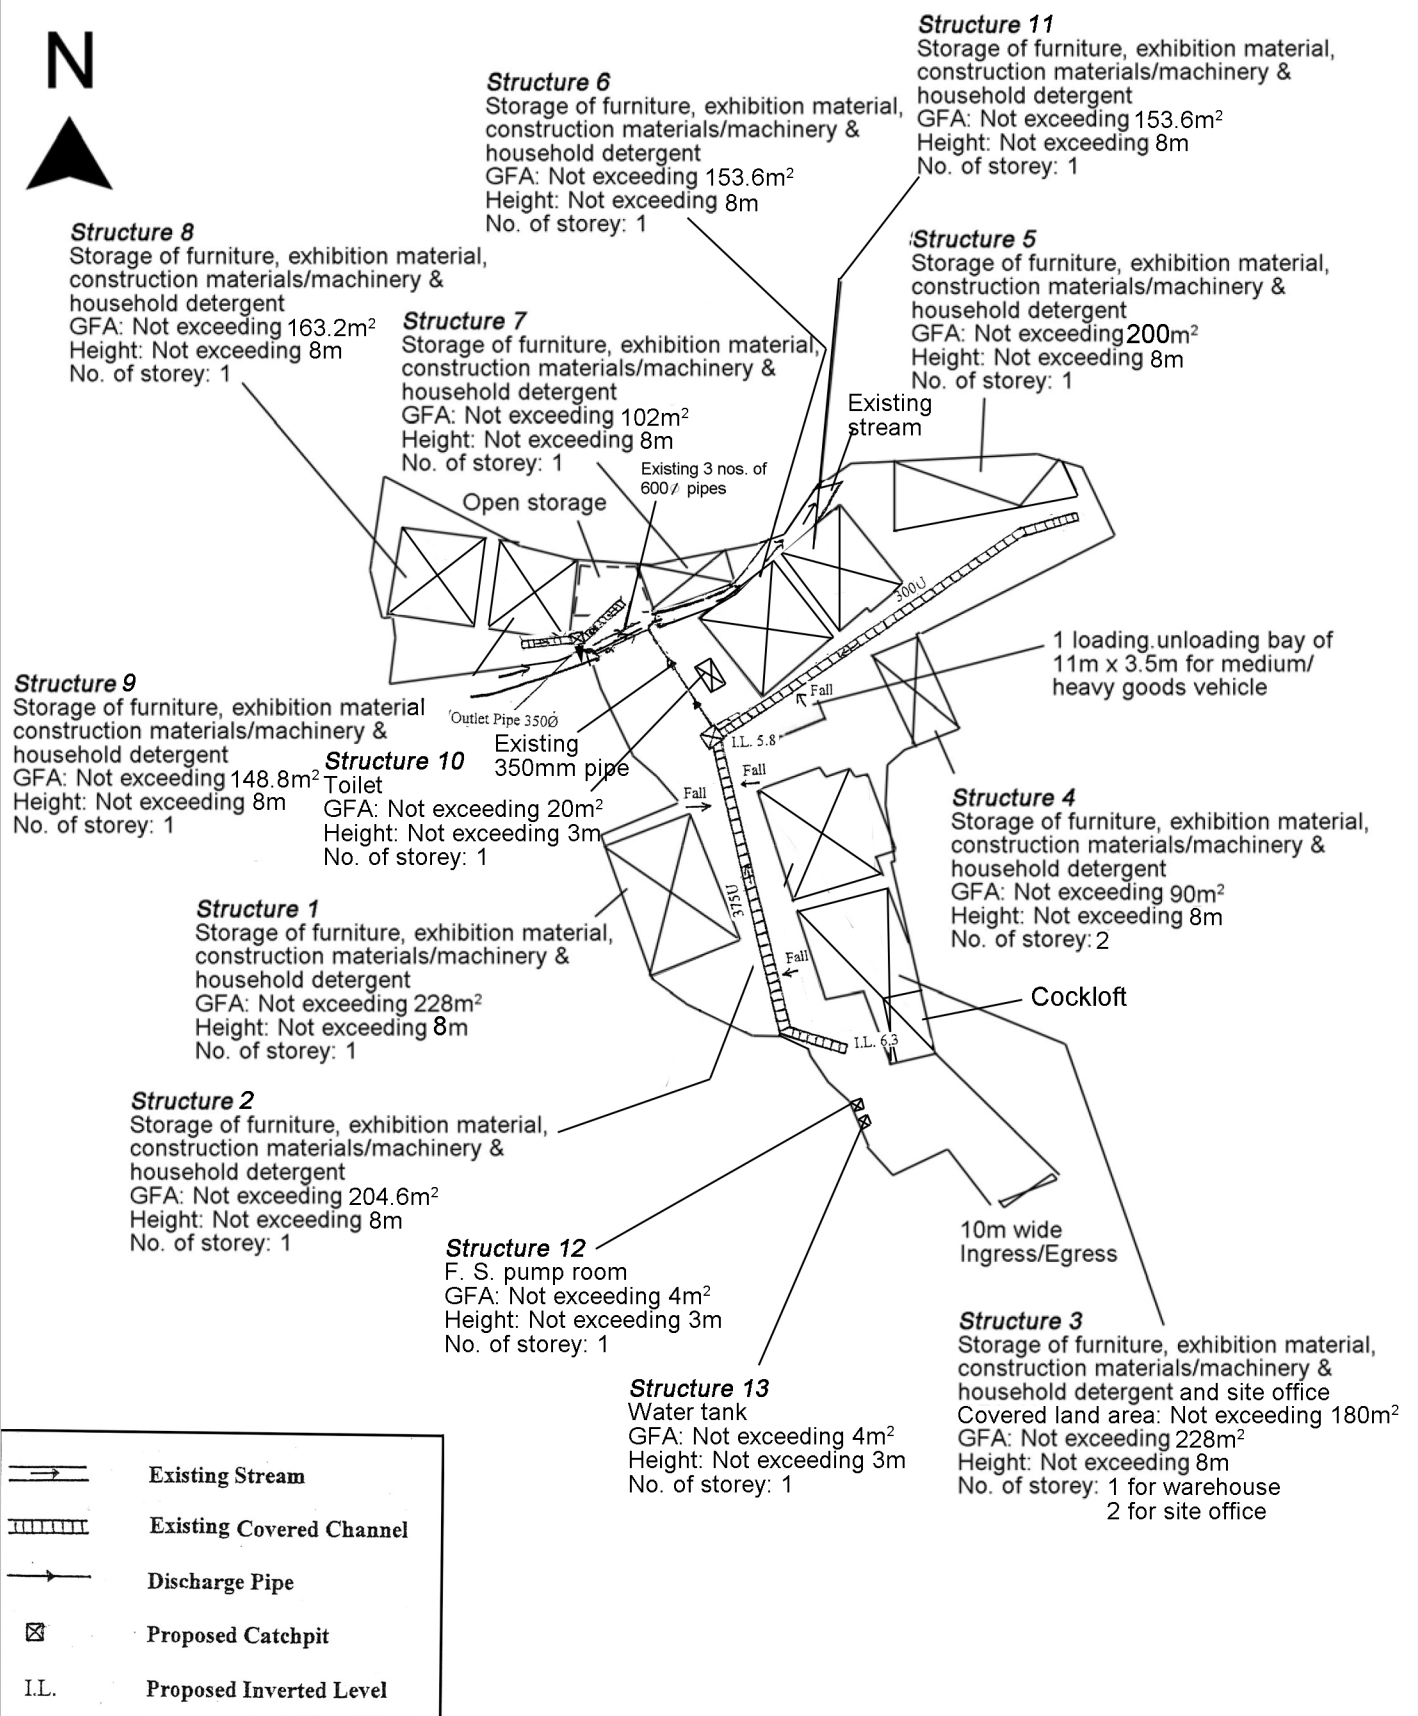 N
Structure 11
Storage of furniture, exhibition material,
construction materials/machinery &
household detergent
GFA: Not exceeding 153.6m²
Height: Not exceeding 8m
No. of storey: 1
Structure 6
Storage of furniture, exhibition material,
construction materials/machinery &
household detergent
GFA: Not exceeding 153.6m²
Height: Not exceeding 8m
No. of storey: 1
Structure 8
Storage of furniture, exhibition material,
construction materials/machinery &
household detergent
GFA: Not exceeding 163.2m²
Height: Not exceeding 8m
No. of storey: 1
Structure 5
Storage of furniture, exhibition material,
construction materials/machinery &
household detergent
GFA: Not exceeding 200m²
Height: Not exceeding 8m
No. of storey: 1
Structure 7
Storage of furniture, exhibition material,
construction materials/machinery &
household detergent
GFA: Not exceeding 102m²
Height: Not exceeding 8m
No. of storey: 1
Existing
stream
Existing 3 nos. of
600∅ pipes
Open storage
300U
1 loading.unloading bay of
11m x 3.5m for medium/
heavy goods vehicle
Fall
Structure 9
Storage of furniture, exhibition material
construction materials/machinery &
household detergent
GFA: Not exceeding 148.8m²
Height: Not exceeding 8m
No. of storey: 1
Outlet Pipe 350Ø
Existing
350mm pipe
I.L. 5.8
Structure 10
Toilet
GFA: Not exceeding 20m²
Height: Not exceeding 3m
No. of storey: 1
Fall
Fall
Structure 4
Storage of furniture, exhibition material,
construction materials/machinery &
household detergent
GFA: Not exceeding 90m²
Height: Not exceeding 8m
No. of storey: 2
375U
Structure 1
Storage of furniture, exhibition material,
construction materials/machinery &
household detergent
GFA: Not exceeding 228m²
Height: Not exceeding 8m
No. of storey: 1
Fall
Cockloft
I.L. 6.3
Structure 2
Storage of furniture, exhibition material,
construction materials/machinery &
household detergent
GFA: Not exceeding 204.6m²
Height: Not exceeding 8m
No. of storey: 1
10m wide
Ingress/Egress
Structure 12
F. S. pump room
GFA: Not exceeding 4m²
Height: Not exceeding 3m
No. of storey: 1
Structure 3
Storage of furniture, exhibition material,
construction materials/machinery &
household detergent and site office
Covered land area: Not exceeding 180m²
GFA: Not exceeding 228m²
Height: Not exceeding 8m
No. of storey: 1 for warehouse
2 for site office
Structure 13
Water tank
GFA: Not exceeding 4m²
Height: Not exceeding 3m
No. of storey: 1
Existing Stream
Existing Covered Channel
Discharge Pipe
Proposed Catchpit
I.L. Proposed Inverted Level